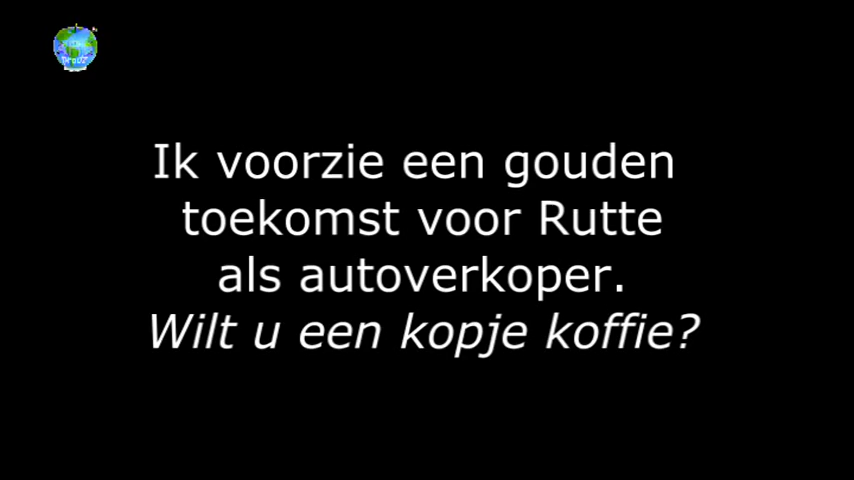 Ik voorzie een gouden
toekomst voor Rutte
als autoverkoper.
Wilt u een kopje koffie?